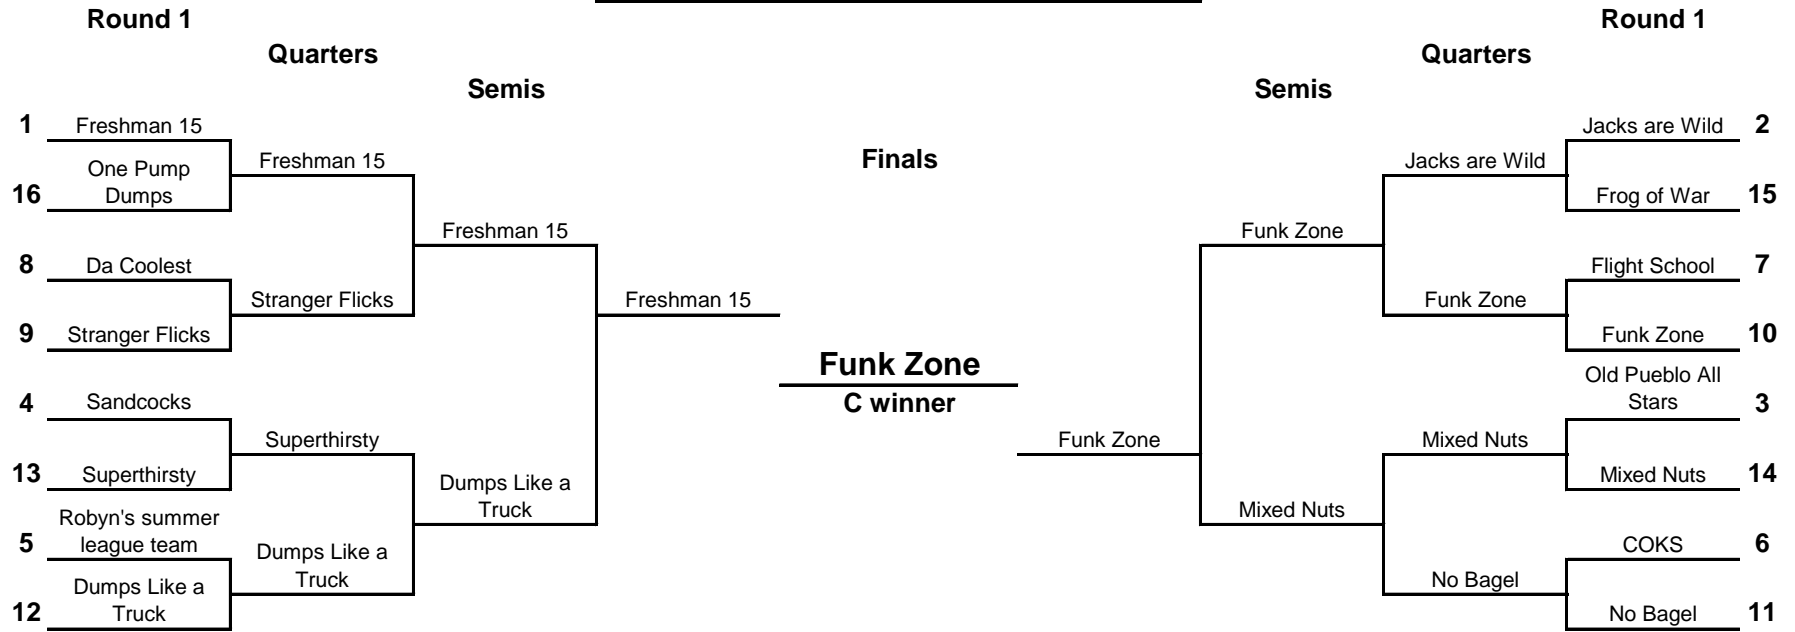 Round 1
Round 1
Quarters
Quarters
Semis
Semis
1
Freshman 15
Jacks are Wild
2
Freshman 15
Finals
Jacks are Wild
One Pump
Dumps
16
Frog of War
15
Freshman 15
Funk Zone
8
Da Coolest
Flight School
7
Stranger Flicks
Freshman 15
Funk Zone
9
Stranger Flicks
Funk Zone
10
Funk Zone
C winner
Old Pueblo All
Stars
3
4
Sandcocks
Superthirsty
Funk Zone
Mixed Nuts
13
Superthirsty
Mixed Nuts
14
Dumps Like a
Truck
Mixed Nuts
Robyn's summer
league team
5
COKS
6
Dumps Like a
Truck
No Bagel
Dumps Like a
Truck
12
No Bagel
11